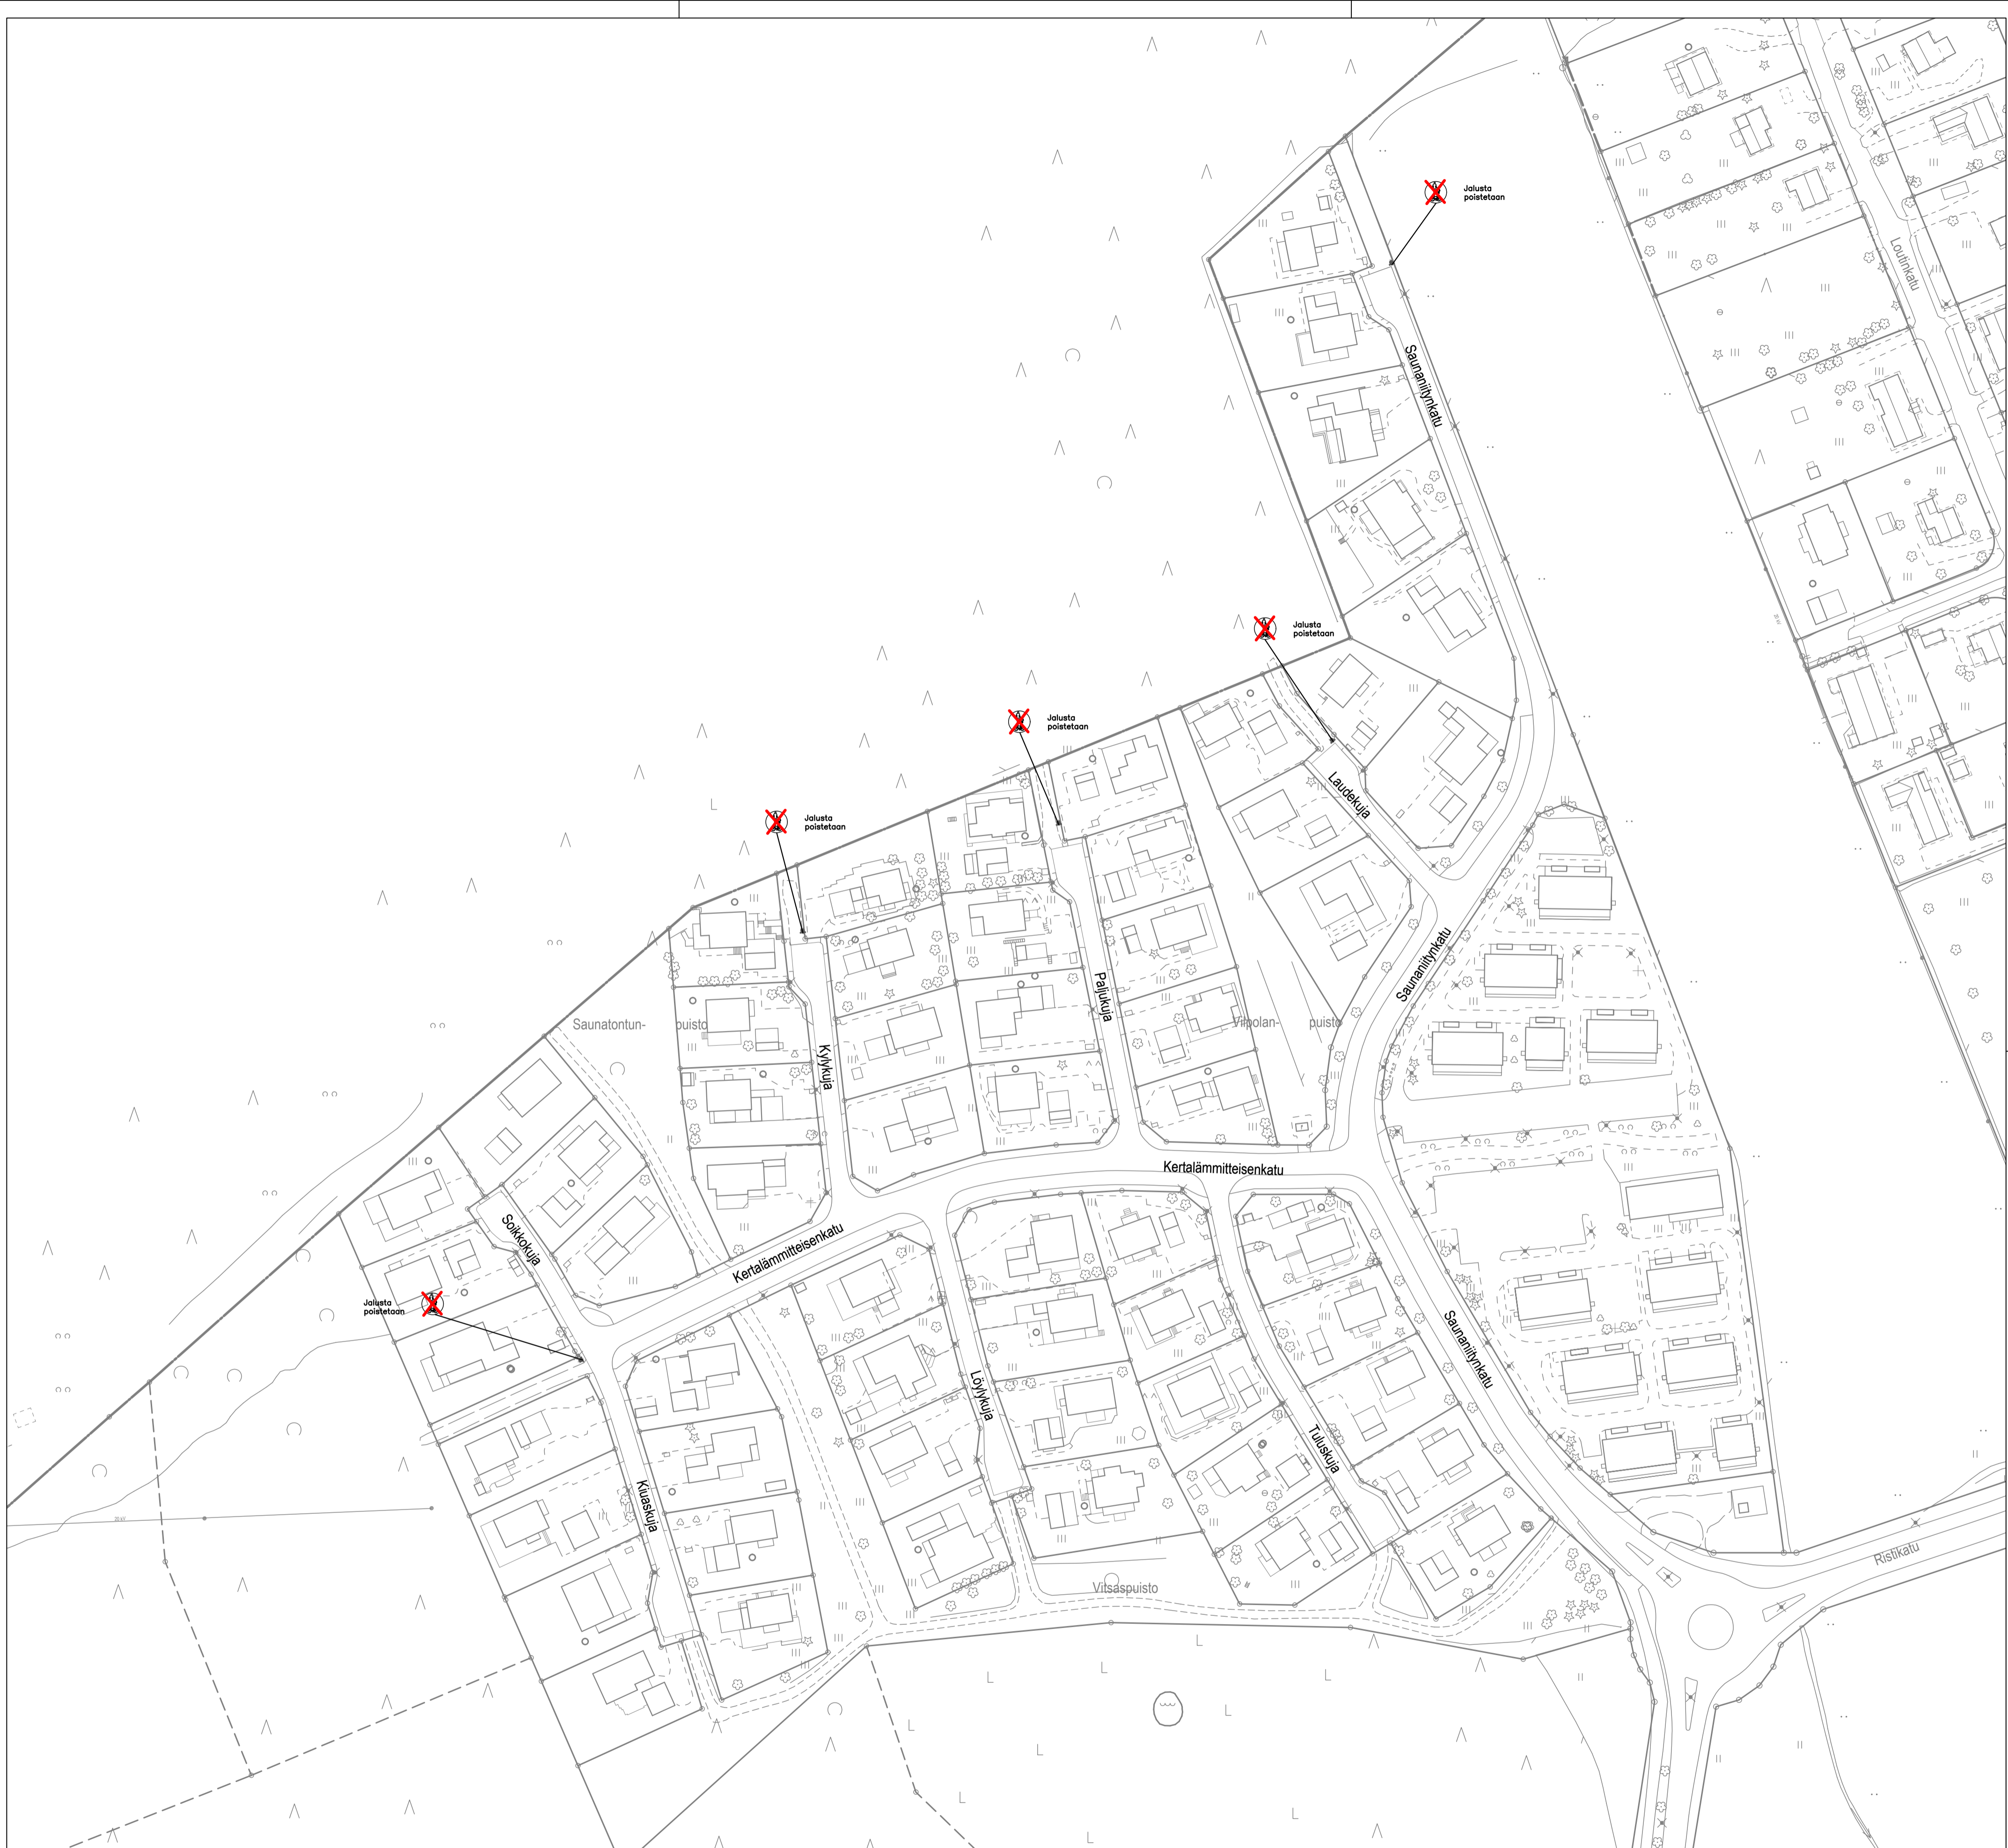 Jalusta
poistetaan
Loutinkatu
Saunaniitynkatu
Jalusta
poistetaan
Jalusta
poistetaan
Laudekuja
Jalusta
poistetaan
Saunaniitynkatu
Paljukuja
Saunatontun-
puisto
Vilpolan-
puisto
Kylykuja
Kertalämmitteisenkatu
Soikkokuja
Kertalämmitteisenkatu
Jalusta
poistetaan
Saunaniitynkatu
Löylykuja
Tuluskuja
Kiuaskuja
Ristikatu
Vitsaspuisto